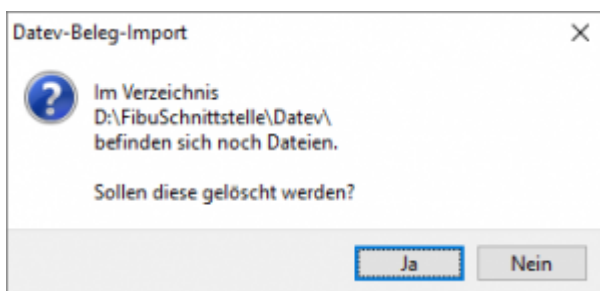 Datev-Beleg-Import
Im Verzeichnis
D:\FibuSchnittstelle\Datev\
befinden sich noch Dateien.
Sollen diese gelöscht werden?
Ja
Nein